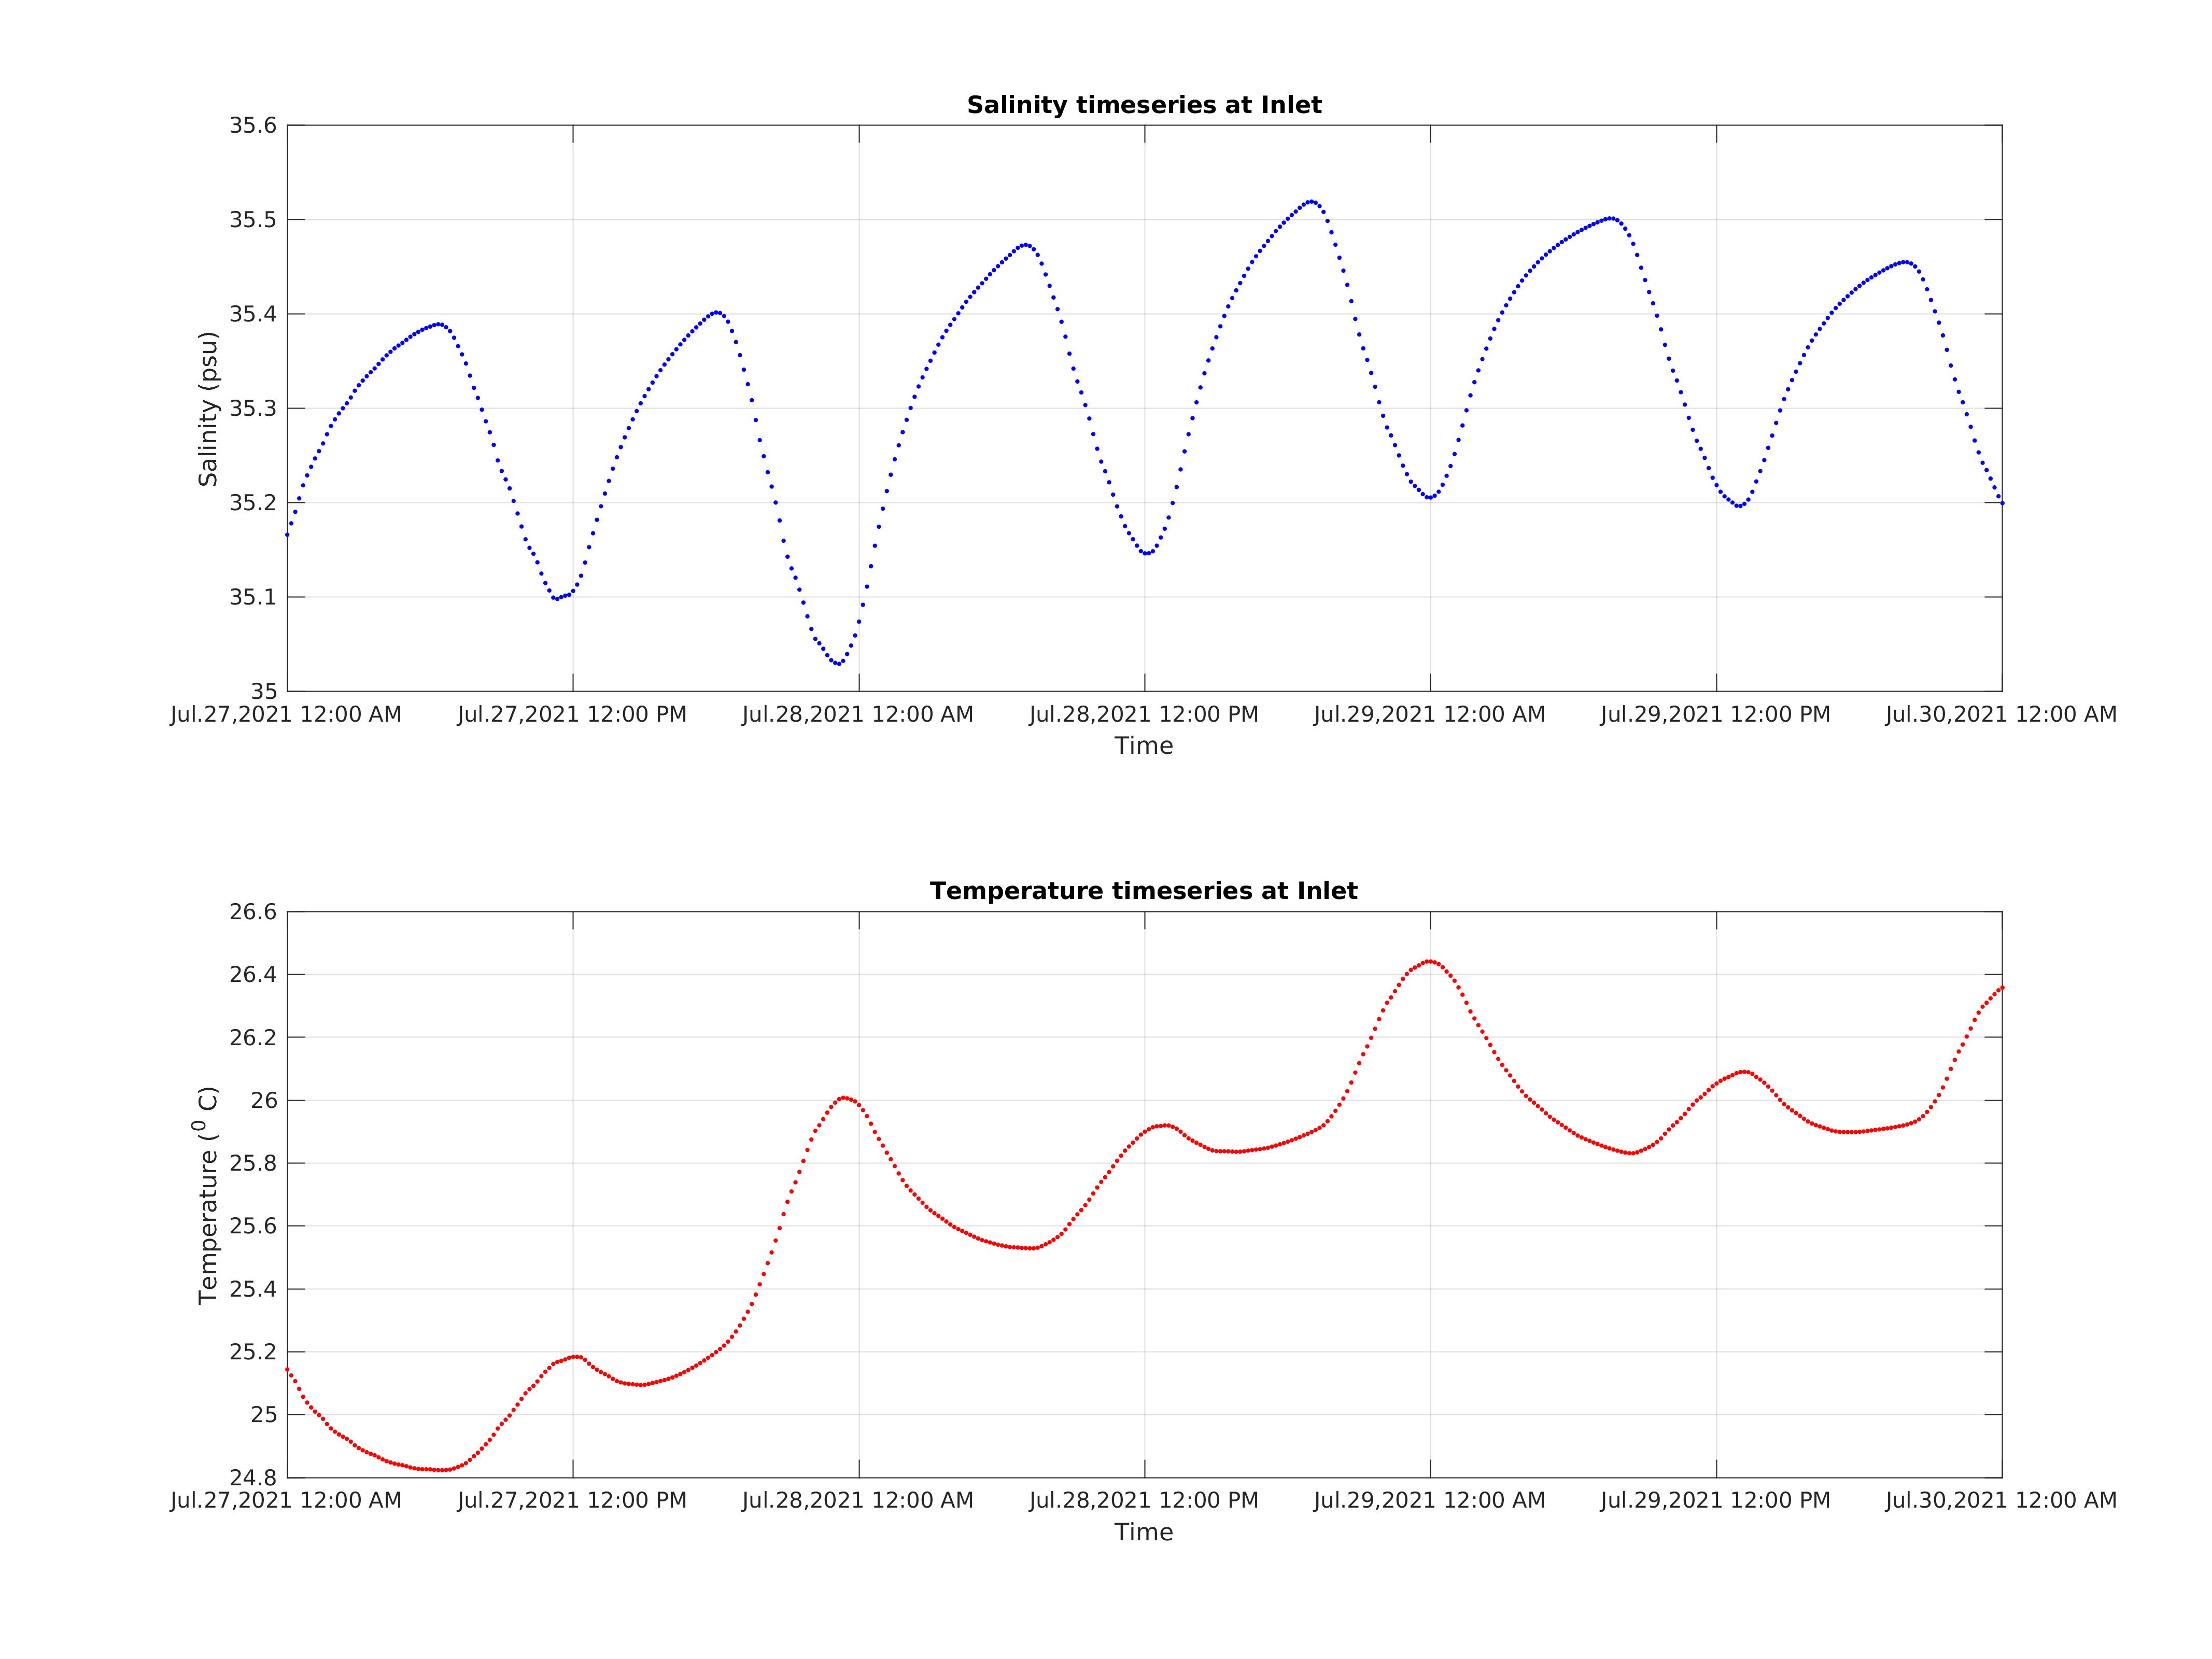 Salinity timeseries at Inlet
35.6
35.5
35.4
35.3
35.2
35.1
35
Salinity (psu)
Jul.27,2021 12:00 AM Jul.27,2021 12:00 PM Jul.28,2021 12:00 AM Jul.28,2021 12:00 PM Jul.29,2021 12:00 AM Jul.29,2021 12:00 PM Jul.30,2021 12:00 AM
Time
Temperature timeseries at Inlet
26.6
26.4
26.2
26
25.8
25.6
25.4
25.2
25
24.8
Temperature (⁰ C)
Jul.27,2021 12:00 AM Jul.27,2021 12:00 PM Jul.28,2021 12:00 AM Jul.28,2021 12:00 PM Jul.29,2021 12:00 AM Jul.29,2021 12:00 PM Jul.30,2021 12:00 AM
Time